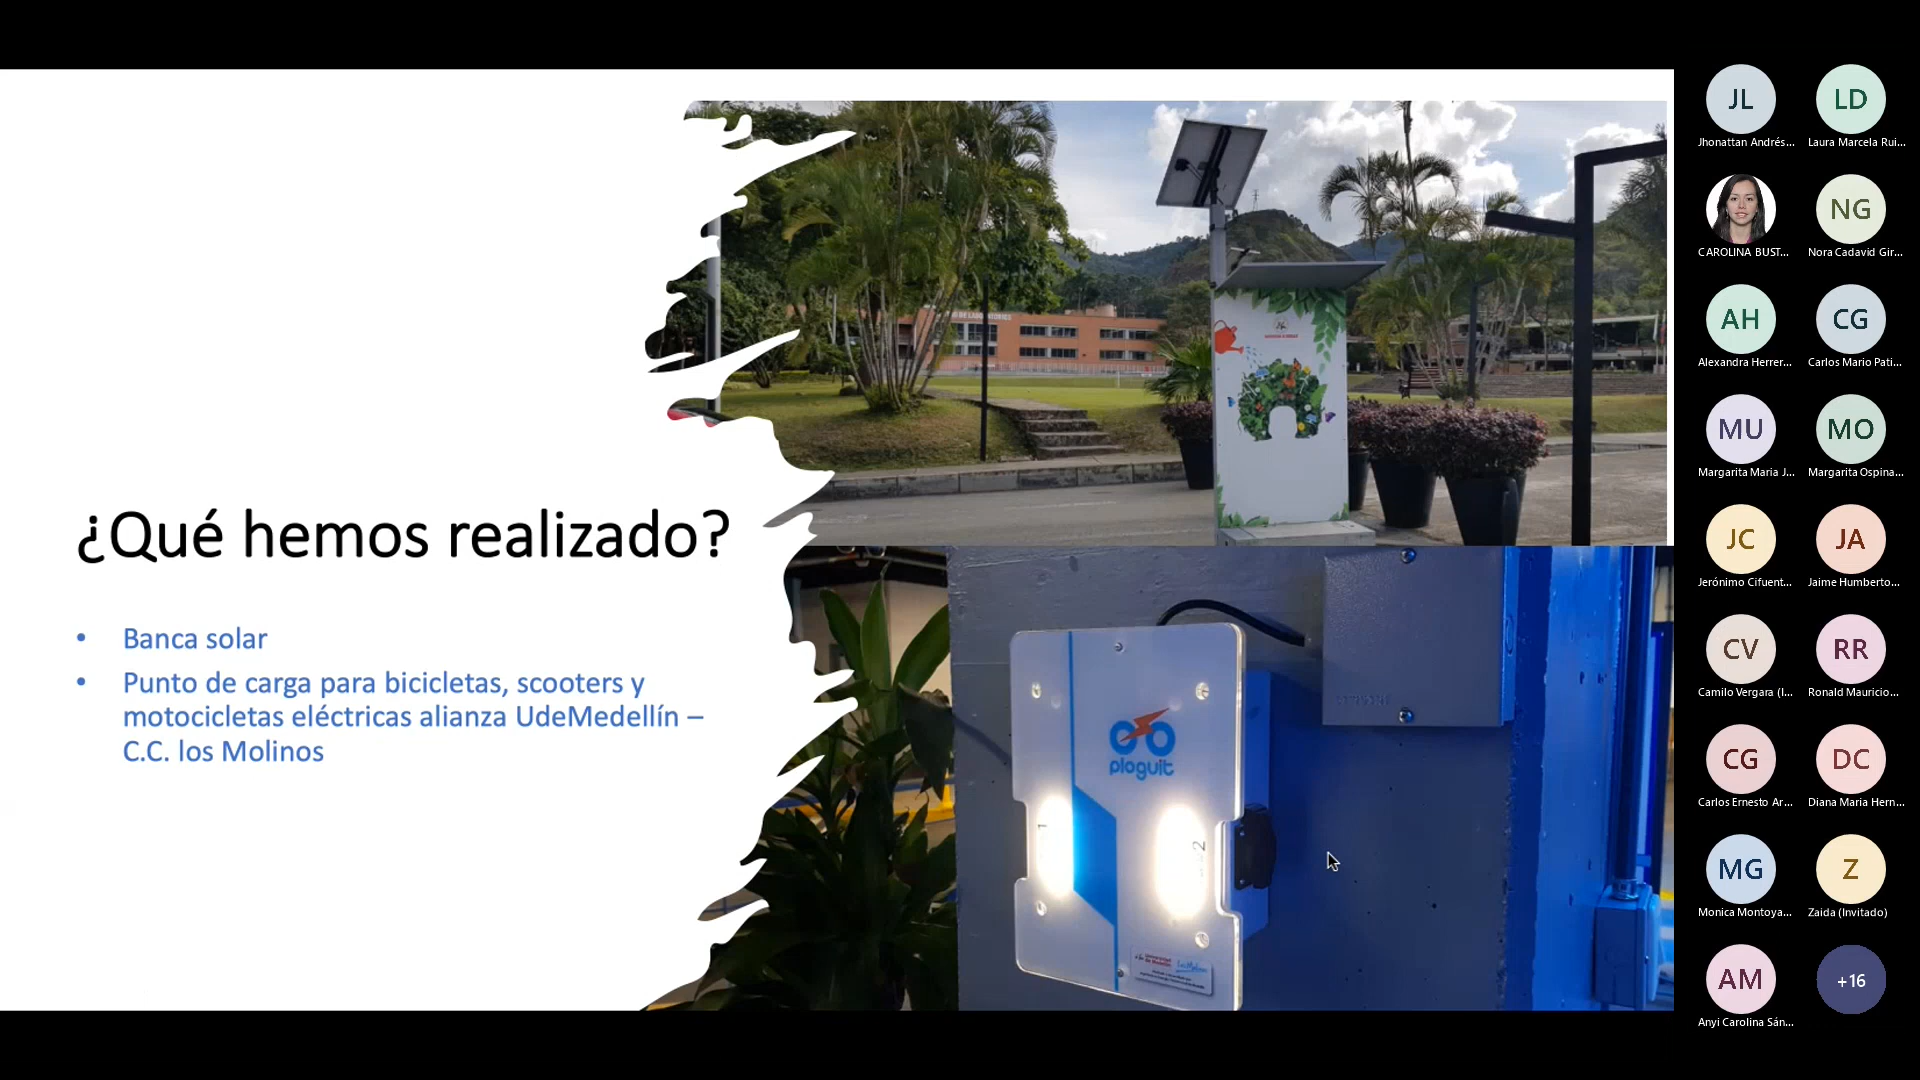 ¿Qué hemos realizado?
• Banca solar
• Punto de carga para bicicletas, scooters y
motocicletas eléctricas alianza UdeMedellín –
C.C. los Molinos
ploguit
1
2
JL
Jhonattan Andrés...
LD
Laura Marcela Rui...
CAROLINA BUST...
NG
Nora Cadavid Gir...
AH
Alexandra Herrer...
CG
Carlos Mario Pati...
MU
Margarita Maria J...
MO
Margarita Ospina...
JC
Jerónimo Cifuent...
JA
Jaime Humberto...
CV
Camilo Vergara (I...
RR
Ronald Mauricio...
CG
Carlos Ernesto Ar...
DC
Diana Maria Hern...
MG
Monica Montoya...
Z
Zaida (Invitado)
AM
Anyi Carolina Sán...
+16